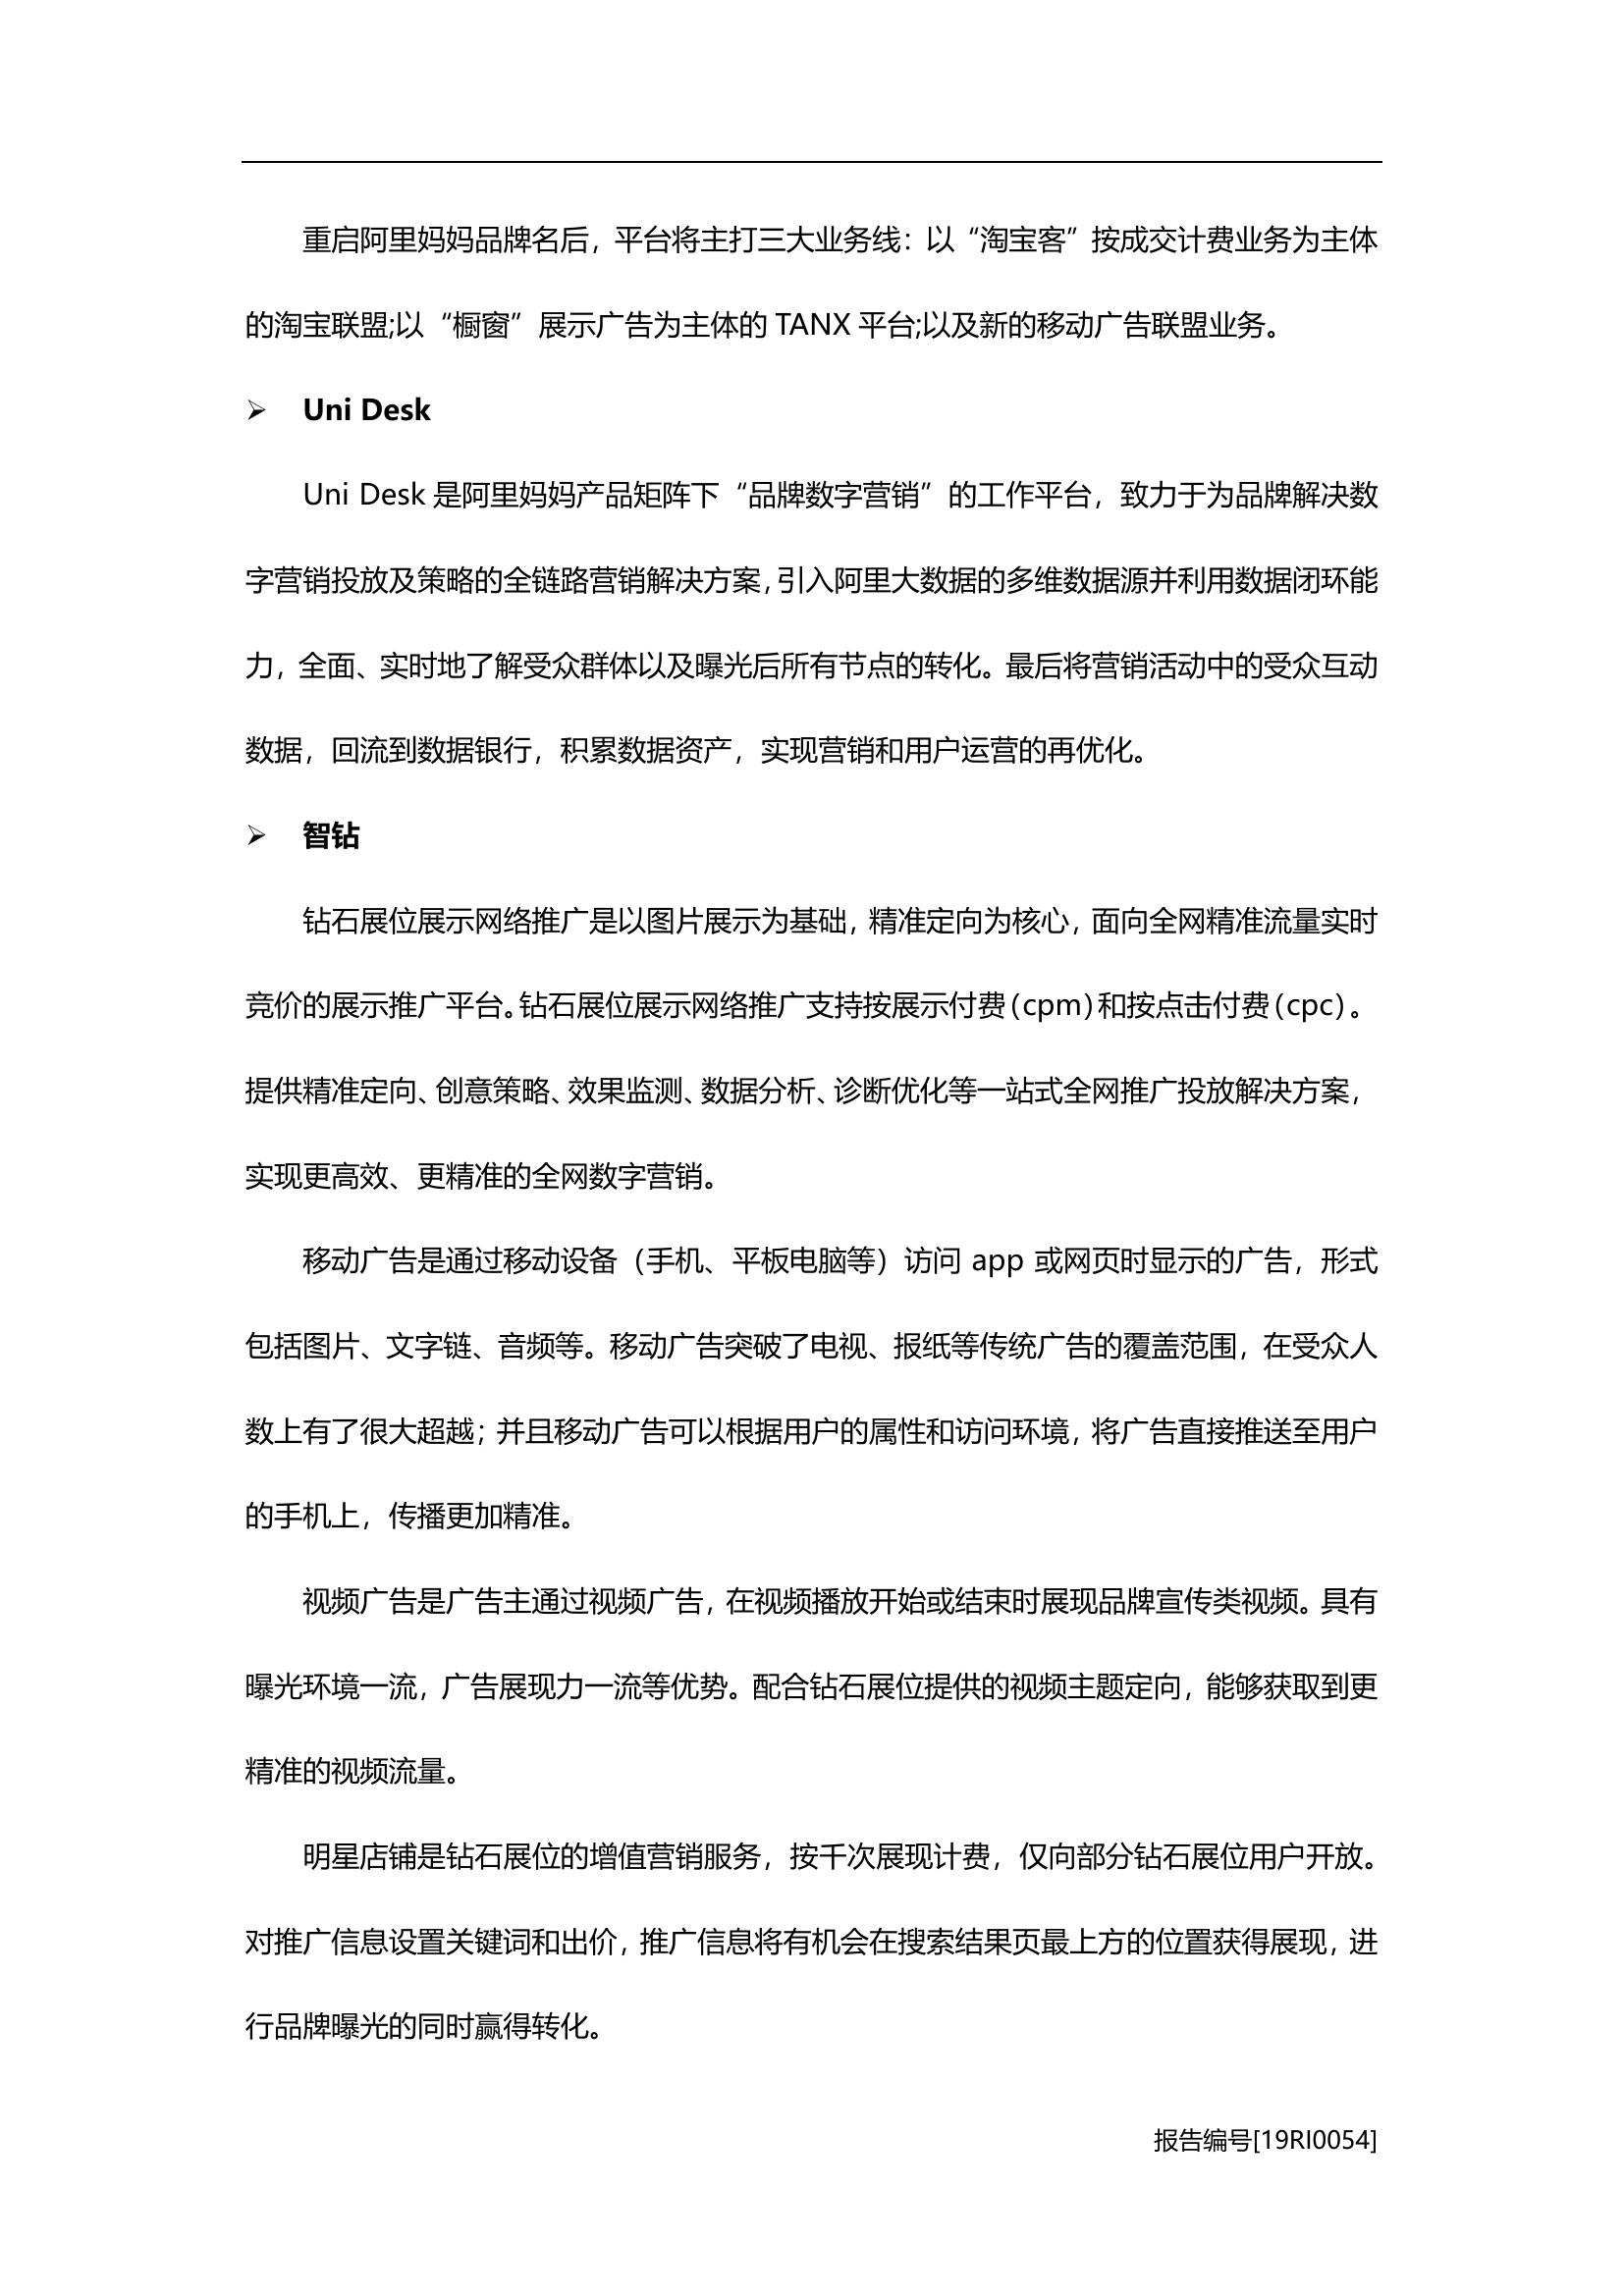 重启阿里妈妈品牌名后，平台将主打三大业务线：以“淘宝客”按成交计费业务为主体
的淘宝联盟;以“橱窗”展示广告为主体的 TANX 平台;以及新的移动广告联盟业务。
➢ Uni Desk
Uni Desk 是阿里妈妈产品矩阵下“品牌数字营销”的工作平台，致力于为品牌解决数
字营销投放及策略的全链路营销解决方案，引入阿里大数据的多维数据源并利用数据闭环能
力，全面、实时地了解受众群体以及曝光后所有节点的转化。最后将营销活动中的受众互动
数据，回流到数据银行，积累数据资产，实现营销和用户运营的再优化。
➢ 智钻
钻石展位展示网络推广是以图片展示为基础，精准定向为核心，面向全网精准流量实时
竞价的展示推广平台。钻石展位展示网络推广支持按展示付费（cpm）和按点击付费（cpc）。
提供精准定向、创意策略、效果监测、数据分析、诊断优化等一站式全网推广投放解决方案，
实现更高效、更精准的全网数字营销。
移动广告是通过移动设备（手机、平板电脑等）访问 app 或网页时显示的广告，形式
包括图片、文字链、音频等。移动广告突破了电视、报纸等传统广告的覆盖范围，在受众人
数上有了很大超越；并且移动广告可以根据用户的属性和访问环境，将广告直接推送至用户
的手机上，传播更加精准。
视频广告是广告主通过视频广告，在视频播放开始或结束时展现品牌宣传类视频。具有
曝光环境一流，广告展现力一流等优势。配合钻石展位提供的视频主题定向，能够获取到更
精准的视频流量。
明星店铺是钻石展位的增值营销服务，按千次展现计费，仅向部分钻石展位用户开放。
对推广信息设置关键词和出价，推广信息将有机会在搜索结果页最上方的位置获得展现，进
行品牌曝光的同时赢得转化。
报告编号[19RI0054]